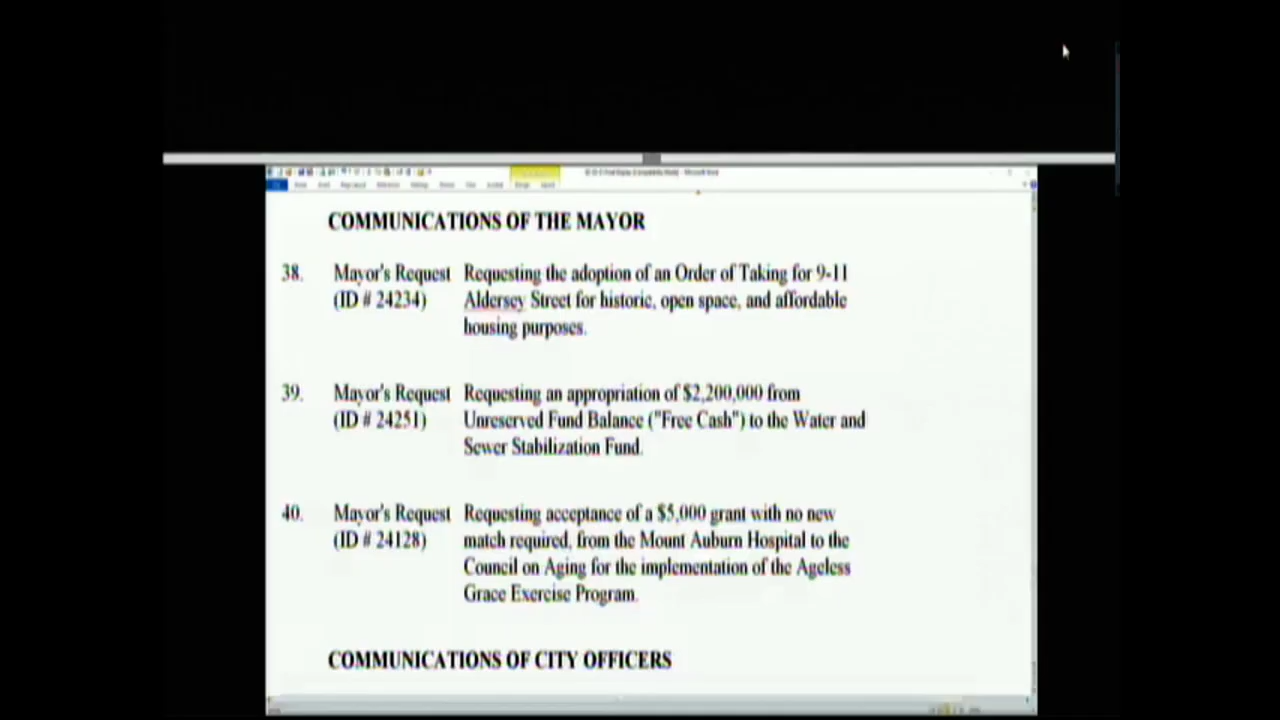 COMMUNICATIONS OF THE MAYOR
38. Mayor's Request Requesting the adoption of an Order of Taking for 9-11
(ID # 24234) Aldersey Street for historic, open space, and affordable
housing purposes.
39. Mayor's Request Requesting an appropriation of $2,200,000 from
(ID # 24251) Unreserved Fund Balance ("Free Cash") to the Water and
Sewer Stabilization Fund.
40. Mayor's Request Requesting acceptance of a $5,000 grant with no new
(ID # 24128) match required, from the Mount Auburn Hospital to the
Council on Aging for the implementation of the Ageless
Grace Exercise Program.
COMMUNICATIONS OF CITY OFFICERS